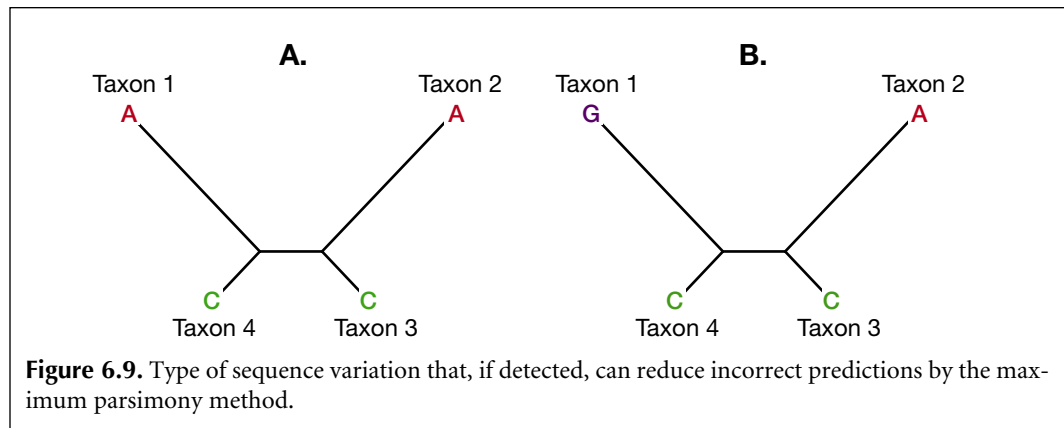 A. B.
Taxon 1 Taxon 2 Taxon 1 Taxon 2
A A G A
C C C C
Taxon 4 Taxon 3 Taxon 4 Taxon 3
Figure 6.9. Type of sequence variation that, if detected, can reduce incorrect predictions by the max-
imum parsimony method.